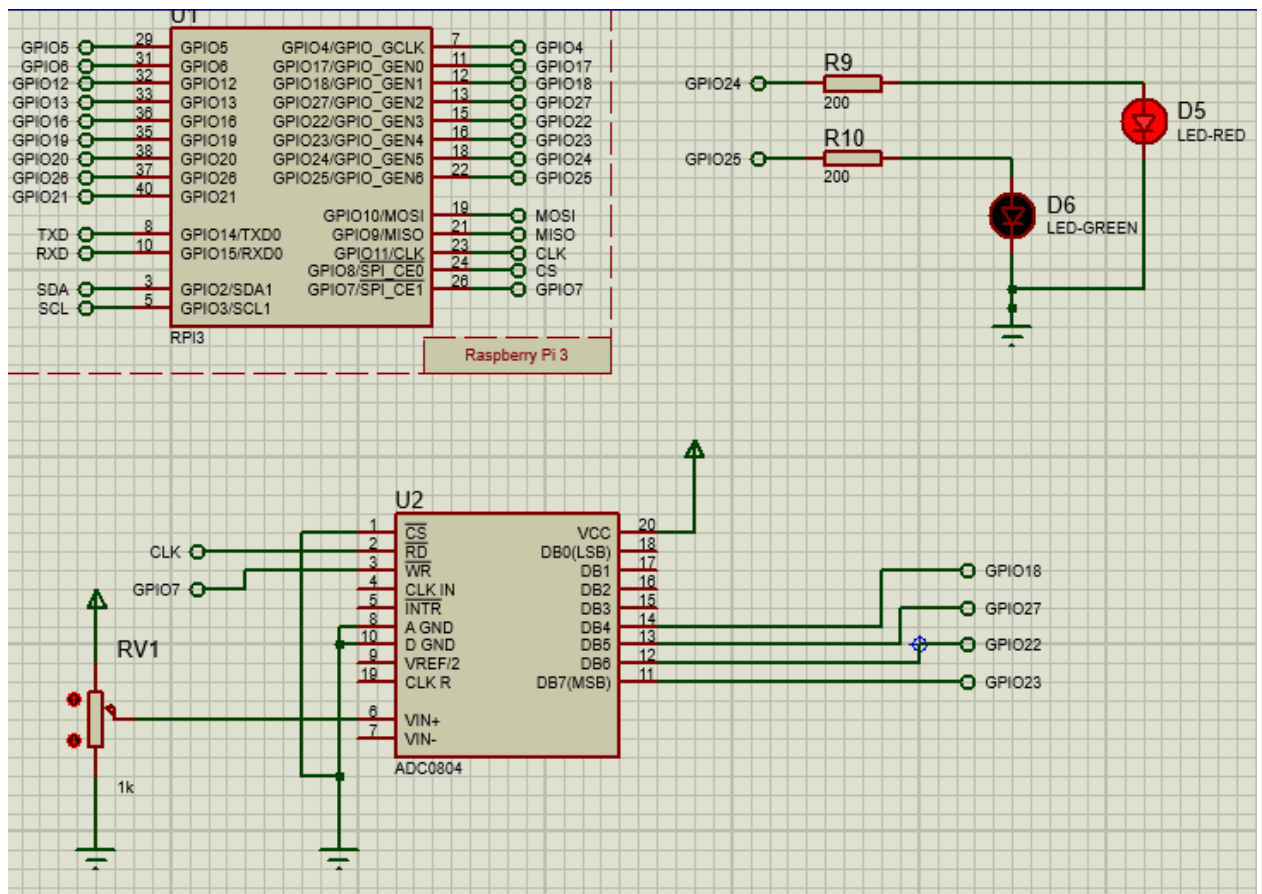 U1
GPIO5 29 GPIO5 GPIO4/GPIO_GCLK 7 GPIO4
GPIO6 31 GPIO6 GPIO17/GPIO_GEN0 11 GPIO17
GPIO12 32 GPIO12 GPIO18/GPIO_GEN1 12 GPIO18
GPIO13 33 GPIO13 GPIO27/GPIO_GEN2 13 GPIO27
GPIO16 36 GPIO16 GPIO22/GPIO_GEN3 15 GPIO22
GPIO19 35 GPIO19 GPIO23/GPIO_GEN4 16 GPIO23
GPIO20 38 GPIO20 GPIO24/GPIO_GEN5 18 GPIO24
GPIO26 37 GPIO26 GPIO25/GPIO_GEN6 22 GPIO25
GPIO21 40 GPIO21
GPIO10/MOSI 19 MOSI
TXD 8 GPIO14/TXD0 GPIO9/MISO 21 MISO
RXD 10 GPIO15/RXD0 GPIO11/CLK 23 CLK
GPIO8/SPI_CE0 24 CS
SDA 3 GPIO2/SDA1 GPIO7/SPI_CE1 26 GPIO7
SCL 5 GPIO3/SCL1
RPI3
Raspberry Pi 3
R9
GPIO24
200
D5
LED-RED
R10
GPIO25
200
D6
LED-GREEN
U2
1 CS VCC 20
CLK 2 RD DB0(LSB) 18
3 WR DB1 17 GPIO18
GPIO7 4 CLK IN DB2 16
5 INTR DB3 15 GPIO27
8 A GND DB4 14
10 D GND DB5 13 GPIO22
9 VREF/2 DB6 12
19 CLK R DB7(MSB) 11 GPIO23
6 VIN+
7 VIN-
ADC0804
RV1
1k